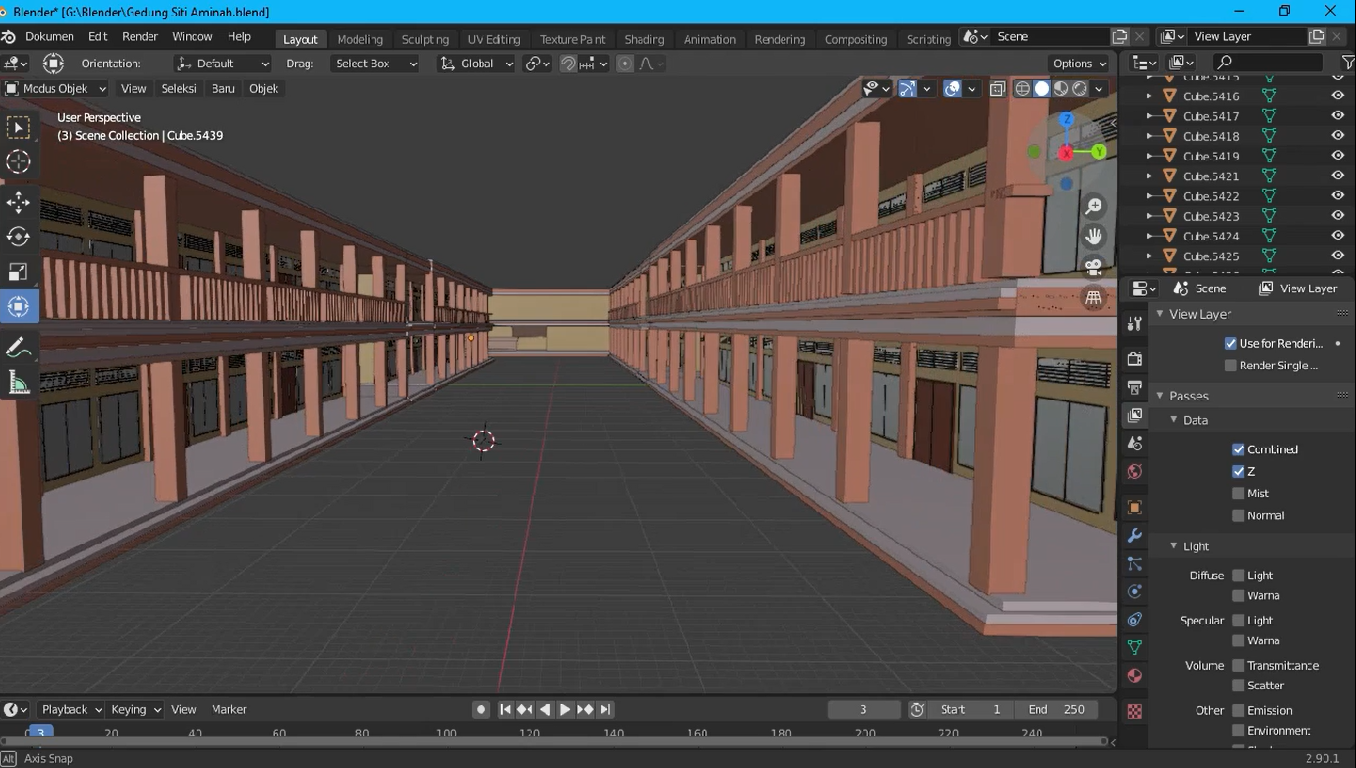 Blender* [G:\Blender\Gedung Siti Aminah.blend]
Dokumen Edit Render Window Help Layout Modeling Sculpting UV Editing Texture Paint Shading Animation Rendering Compositing Scripting Scene View Layer
Orientation: Default Drag: Select Box Global Options
Modus Objek View Seleksi Baru Objek
User Perspective
(3) Scene Collection | Cube.5439
Z
X Y
Cube.5415
Cube.5416
Cube.5417
Cube.5418
Cube.5419
Cube.5421
Cube.5422
Cube.5423
Cube.5424
Cube.5425
Scene View Layer
View Layer
Use for Renderi...
Render Single ...
Passes
Data
Combined
Z
Mist
Normal
Light
Diffuse Light
Warna
Specular Light
Warna
Volume Transmittance
Scatter
Other Emission
Environment
Playback Keying View Marker 3 Start 1 End 250
0 3 20 40 60 80 100 120 140 160 180 200 220 240
Alt Axis Snap 2.90.1